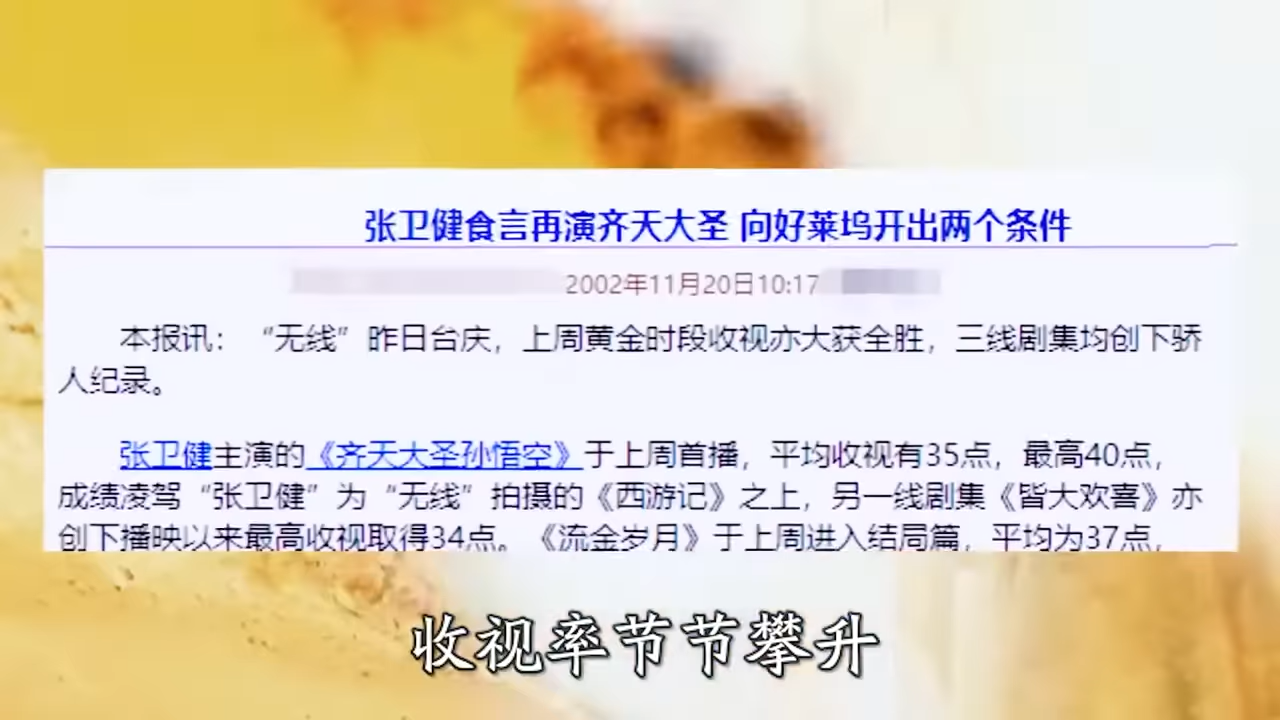 张卫健食言再演齐天大圣 向好莱坞开出两个条件
2002年11月20日10:17
本报讯：“无线”昨日台庆，上周黄金时段收视亦大获全胜，三线剧集均创下骄
人纪录。
张卫健主演的《齐天大圣孙悟空》于上周首播，平均收视有35点，最高40点，
成绩凌驾“张卫健”为“无线”拍摄的《西游记》之上，另一线剧集《皆大欢喜》亦
创下播映以来最高收视取得34点。《流金岁月》于上周进入结局篇，平均为37点，
收视率节节攀升